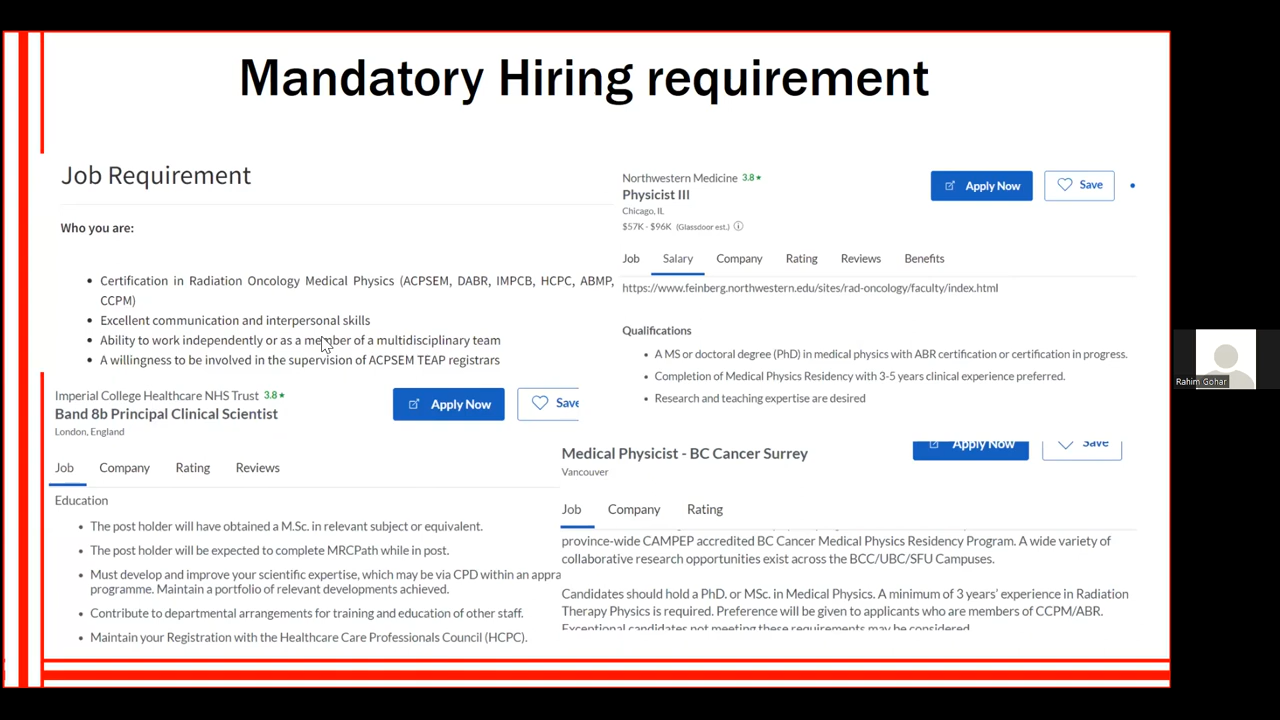 Mandatory Hiring requirement
Job Requirement
Who you are:
• Certification in Radiation Oncology Medical Physics (ACPSEM, DABR, IMPCB, HCPC, ABMP,
CCPM)
• Excellent communication and interpersonal skills
• Ability to work independently or as a member of a multidisciplinary team
• A willingness to be involved in the supervision of ACPSEM TEAP registrars
Northwestern Medicine 3.8★
Physicist III
Chicago, IL
$57K - $96K (Glassdoor est.)
Apply Now
Save
Job Salary Company Rating Reviews Benefits
https://www.feinberg.northwestern.edu/sites/rad-oncology/faculty/index.html
Qualifications
• A MS or doctoral degree (PhD) in medical physics with ABR certification or certification in progress.
• Completion of Medical Physics Residency with 3-5 years clinical experience preferred.
• Research and teaching expertise are desired
Imperial College Healthcare NHS Trust 3.8★
Band 8b Principal Clinical Scientist
London, England
Apply Now
Save
Job Company Rating Reviews
Education
• The post holder will have obtained a M.Sc. in relevant subject or equivalent.
• The post holder will be expected to complete MRCPath while in post.
• Must develop and improve your scientific expertise, which may be via CPD within an appra
programme. Maintain a portfolio of relevant developments achieved.
• Contribute to departmental arrangements for training and education of other staff.
• Maintain your Registration with the Healthcare Care Professionals Council (HCPC).
Medical Physicist - BC Cancer Surrey
Vancouver
Apply Now
Save
Job Company Rating
province-wide CAMPEP accredited BC Cancer Medical Physics Residency Program. A wide variety of
collaborative research opportunities exist across the BCC/UBC/SFU Campuses.
Candidates should hold a PhD. or MSc. in Medical Physics. A minimum of 3 years' experience in Radiation
Therapy Physics is required. Preference will be given to applicants who are members of CCPM/ABR.
Exceptional candidates not meeting these requirements may be considered.
Rahim Gohar